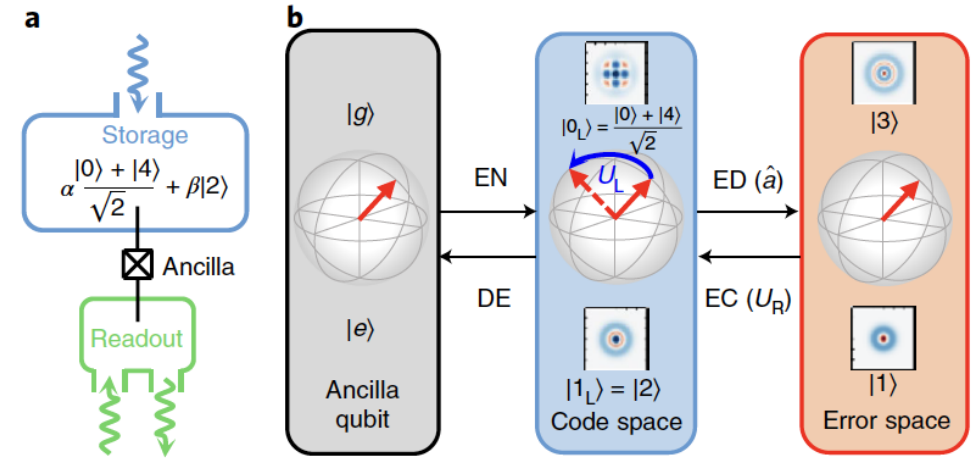 a
Storage
α (|0⟩ + |4⟩)/√2 + β|2⟩
Ancilla
Readout
b
|g⟩
|e⟩
Ancilla
qubit
EN
DE
|0_L⟩ = (|0⟩ + |4⟩)/√2
U_L
|1_L⟩ = |2⟩
Code space
ED (â)
EC (U_R)
|3⟩
|1⟩
Error space